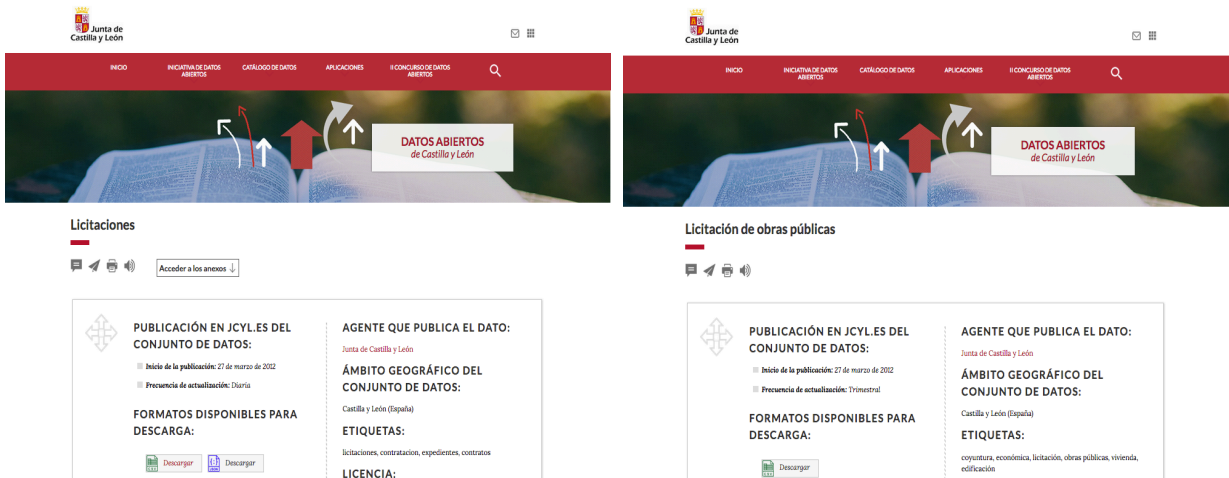 Junta de
Castilla y León
INICIO
INICIATIVA DE DATOS
ABIERTOS
CATÁLOGO DE DATOS
APLICACIONES
II CONCURSO DE DATOS
ABIERTOS
DATOS ABIERTOS
de Castilla y León
Licitaciones
Acceder a los anexos
PUBLICACIÓN EN JCYL.ES DEL
CONJUNTO DE DATOS:
Inicio de la publicación: 27 de marzo de 2012
Frecuencia de actualización: Diaria
FORMATOS DISPONIBLES PARA
DESCARGA:
Descargar
Descargar
AGENTE QUE PUBLICA EL DATO:
Junta de Castilla y León
ÁMBITO GEOGRÁFICO DEL
CONJUNTO DE DATOS:
Castilla y León (España)
ETIQUETAS:
licitaciones, contratacion, expedientes, contratos
LICENCIA:
Junta de
Castilla y León
INICIO
INICIATIVA DE DATOS
ABIERTOS
CATÁLOGO DE DATOS
APLICACIONES
II CONCURSO DE DATOS
ABIERTOS
DATOS ABIERTOS
de Castilla y León
Licitación de obras públicas
PUBLICACIÓN EN JCYL.ES DEL
CONJUNTO DE DATOS:
Inicio de la publicación: 27 de marzo de 2012
Frecuencia de actualización: Trimestral
FORMATOS DISPONIBLES PARA
DESCARGA:
Descargar
AGENTE QUE PUBLICA EL DATO:
Junta de Castilla y León
ÁMBITO GEOGRÁFICO DEL
CONJUNTO DE DATOS:
Castilla y León (España)
ETIQUETAS:
coyuntura, económica, licitación, obras públicas, vivienda,
edificación